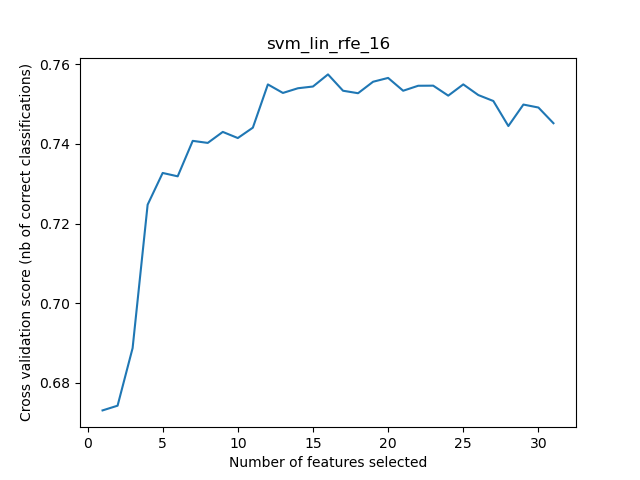 svm_lin_rfe_16
Cross validation score (nb of correct classifications)
0.76
0.74
0.72
0.70
0.68
0 5 10 15 20 25 30
Number of features selected